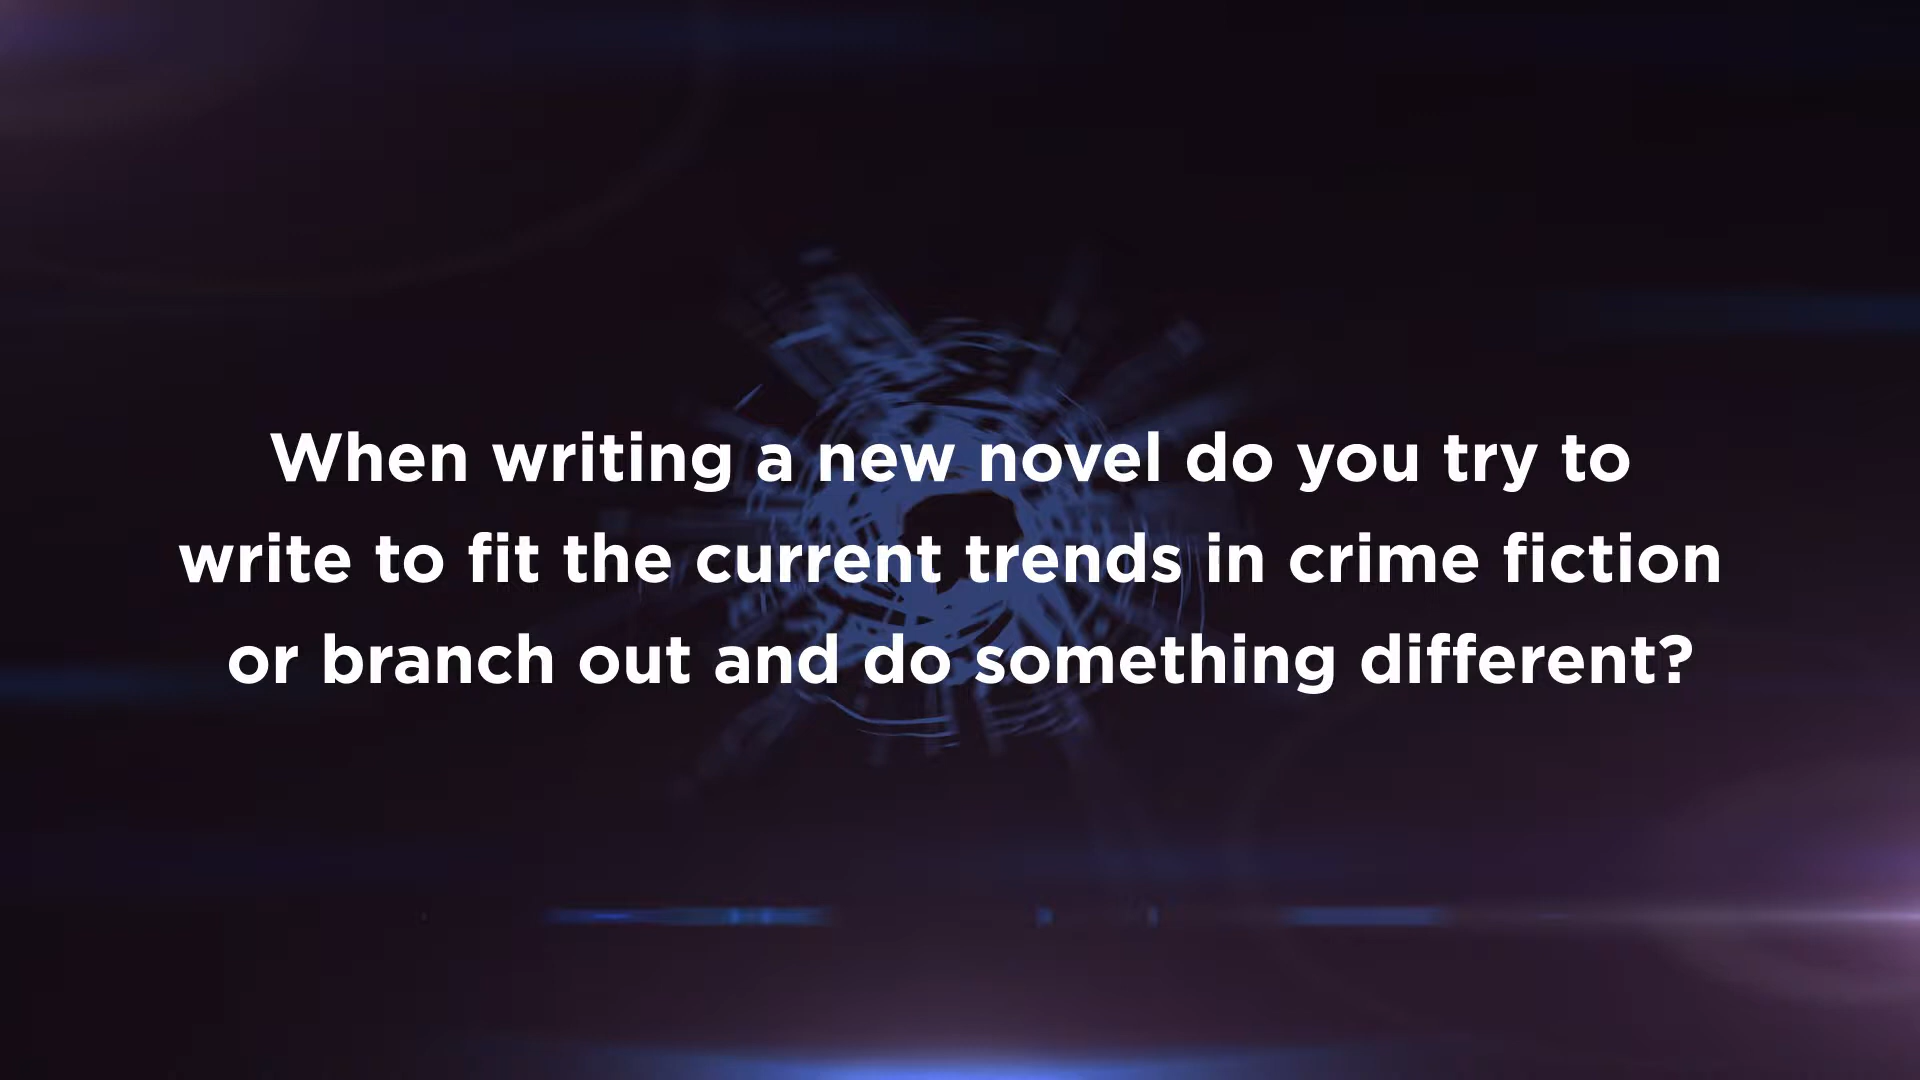 When writing a new novel do you try to
write to fit the current trends in crime fiction
or branch out and do something different?